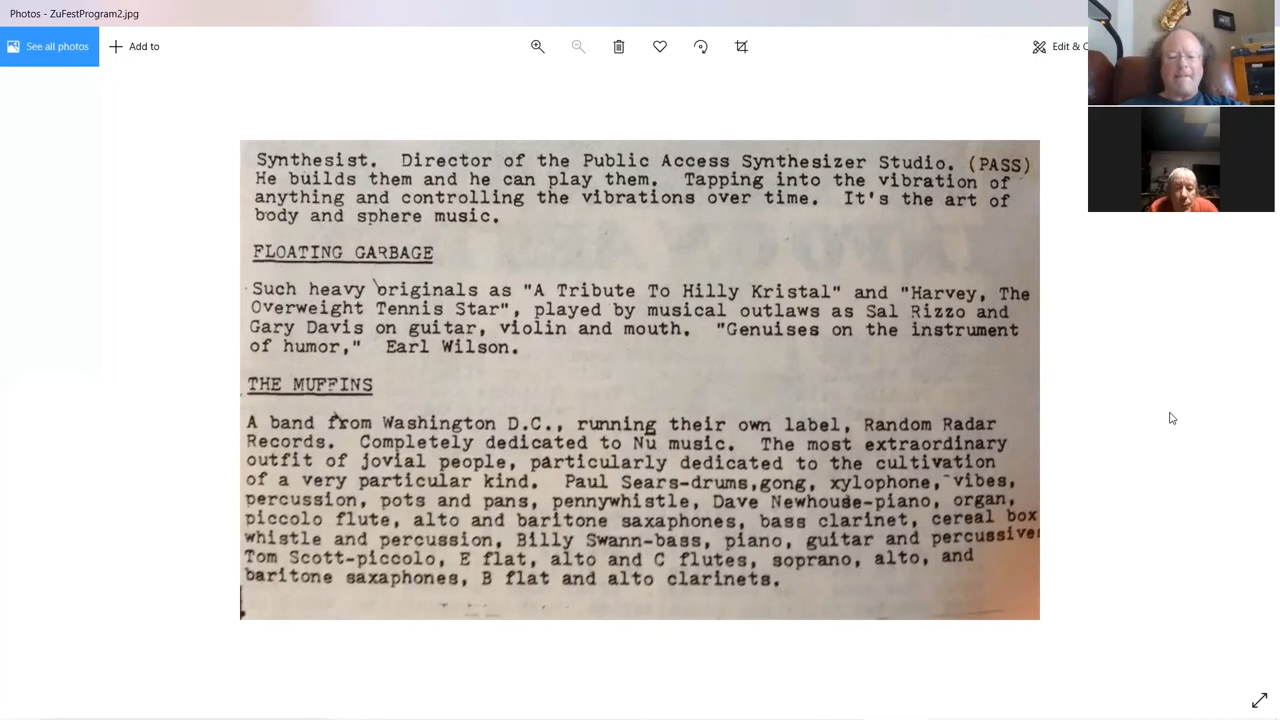 Photos - ZuFestProgram2.jpg
See all photos
Add to
Edit & C
Synthesist. Director of the Public Access Synthesizer Studio. (PASS)
He builds them and he can play them. Tapping into the vibration of
anything and controlling the vibrations over time. It's the art of
body and sphere music.
FLOATING GARBAGE
Such heavy originals as "A Tribute To Hilly Kristal" and "Harvey, The
Overweight Tennis Star", played by musical outlaws as Sal Rizzo and
Gary Davis on guitar, violin and mouth. "Genuises on the instrument
of humor," Earl Wilson.
THE MUFFINS
A band from Washington D.C., running their own label, Random Radar
Records. Completely dedicated to Nu music. The most extraordinary
outfit of jovial people, particularly dedicated to the cultivation
of a very particular kind. Paul Sears-drums,gong, xylophone, vibes,
percussion, pots and pans, pennywhistle, Dave Newhouse-piano, organ,
piccolo flute, alto and baritone saxaphones, bass clarinet, cereal box
whistle and percussion, Billy Swann-bass, piano, guitar and percussives
Tom Scott-piccolo, E flat, alto and C flutes, soprano, alto, and
baritone saxaphones, B flat and alto clarinets.